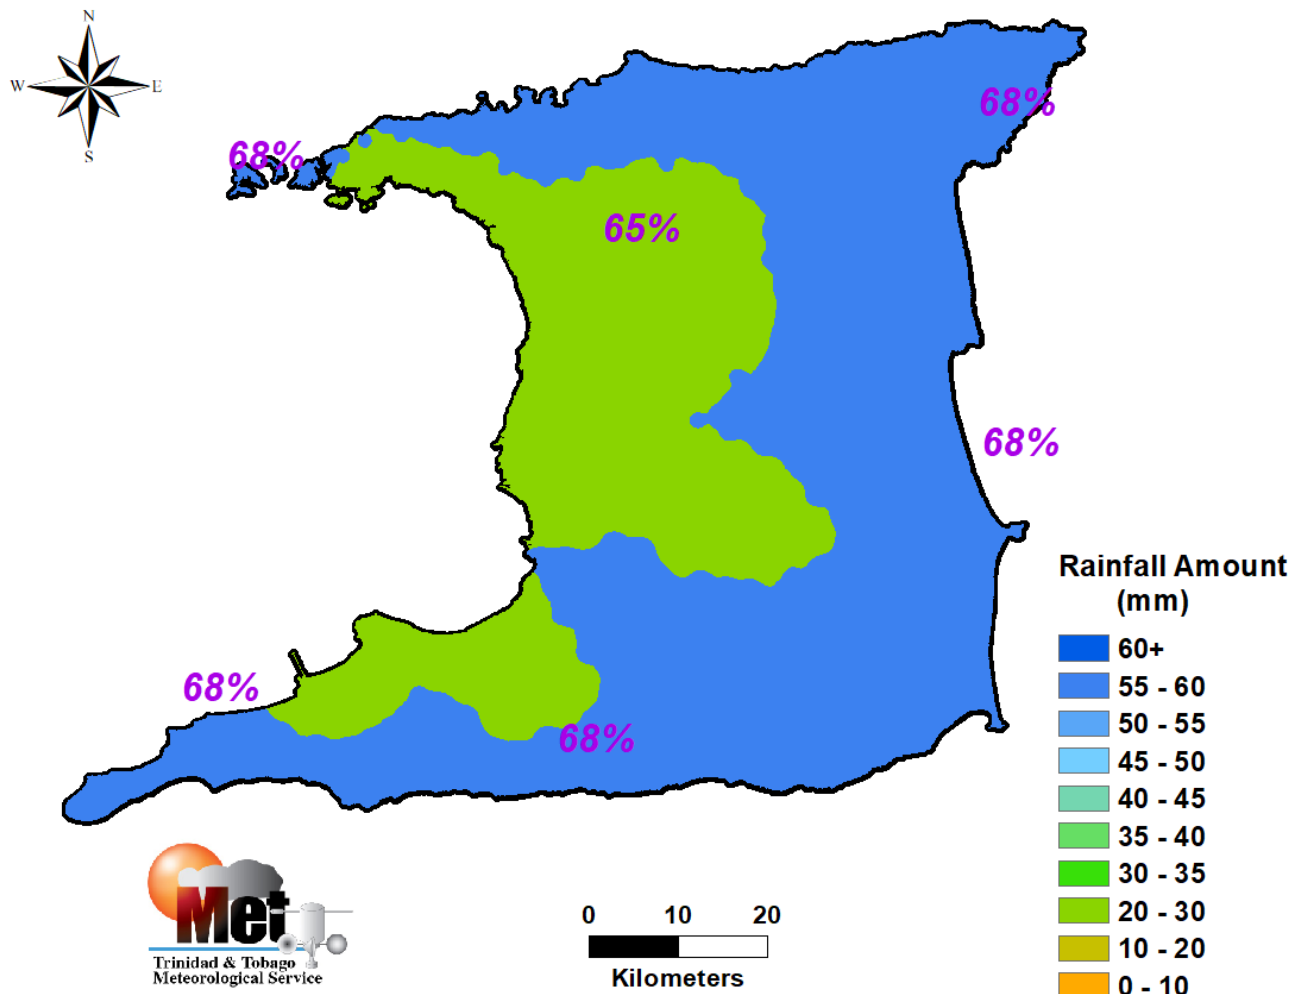 N
W
E
S
68%
68%
65%
68%
68%
68%
Rainfall Amount
(mm)
60+
55 - 60
50 - 55
45 - 50
40 - 45
35 - 40
30 - 35
20 - 30
10 - 20
0 - 10
Met
Trinidad & Tobago
Meteorological Service
0 10 20
Kilometers